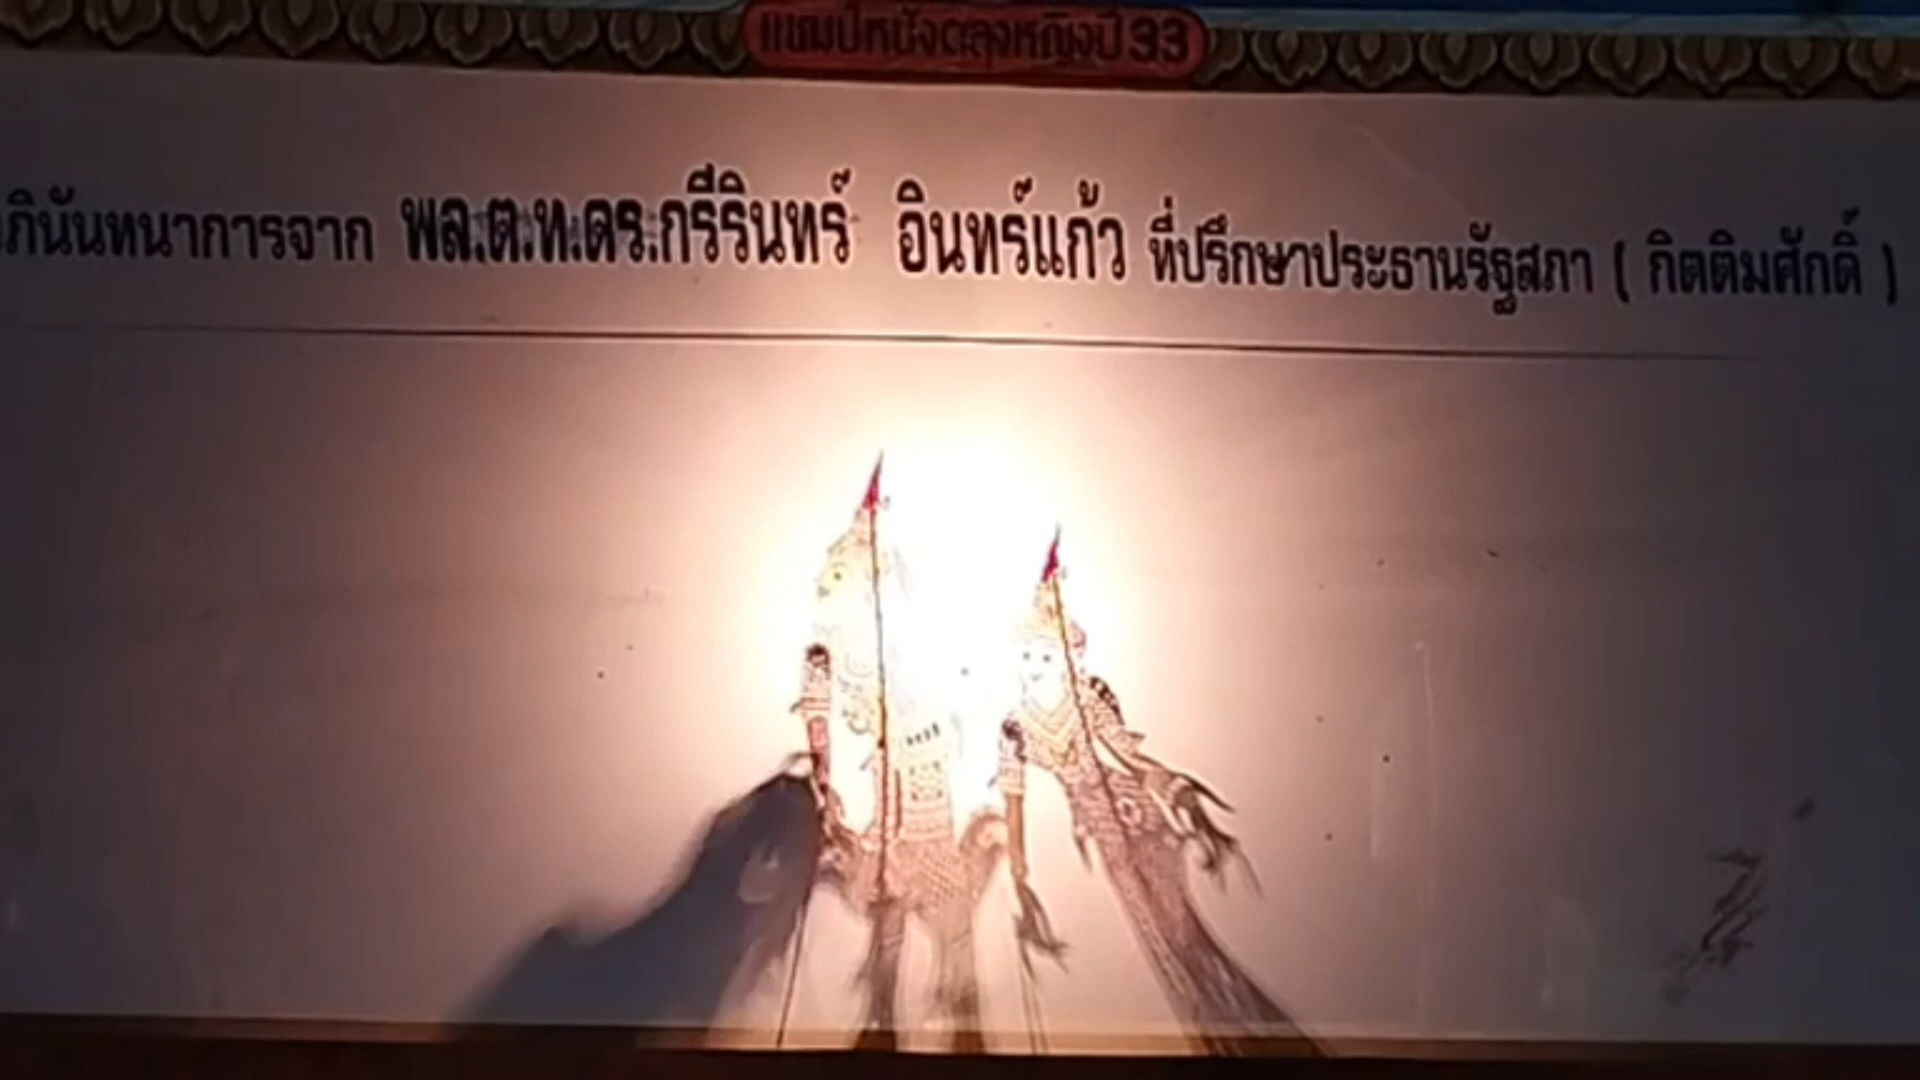 แชมป์หนังตะลุงหญิงปี 33
ภินันทนาการจาก พล.ต.ท.ดร.กรีรินทร์ อินทร์แก้ว ที่ปรึกษาประธานรัฐสภา ( กิตติมศักดิ์ )